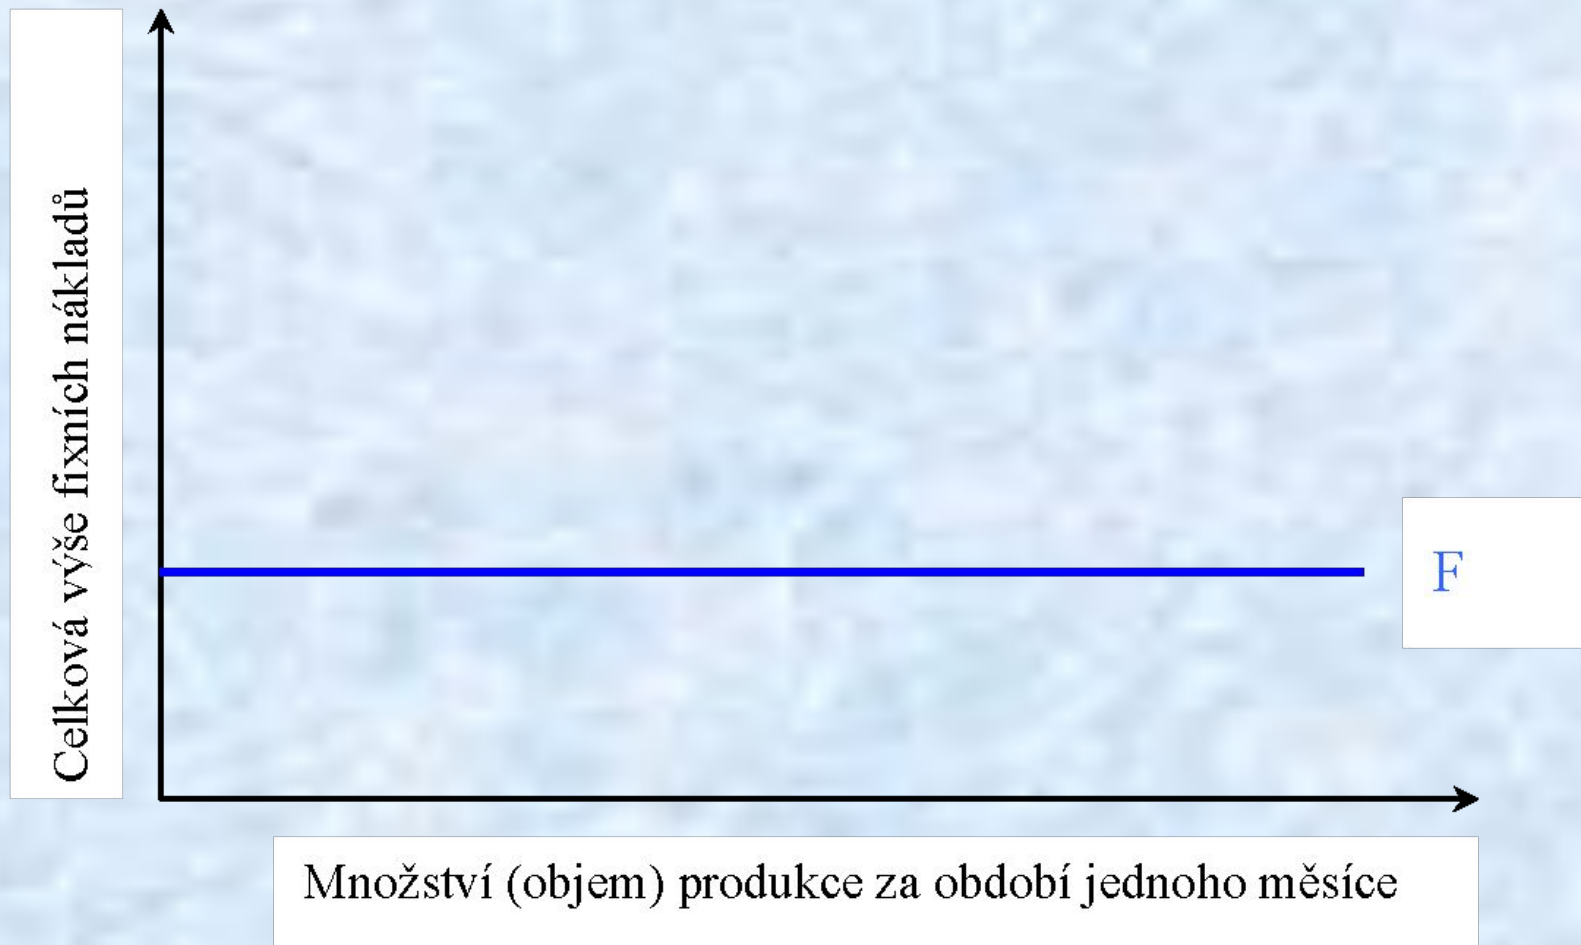 Celková výše fixních nákladů
F
Množství (objem) produkce za období jednoho měsíce